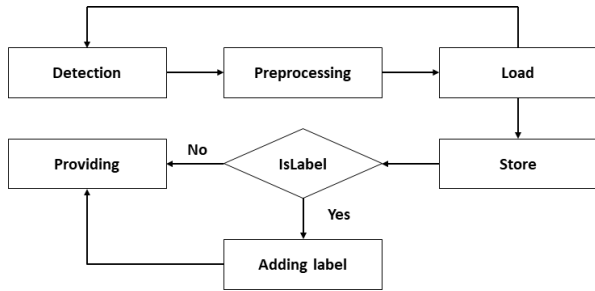 Detection
Preprocessing
Load
Providing
No
IsLabel
Store
Yes
Adding label